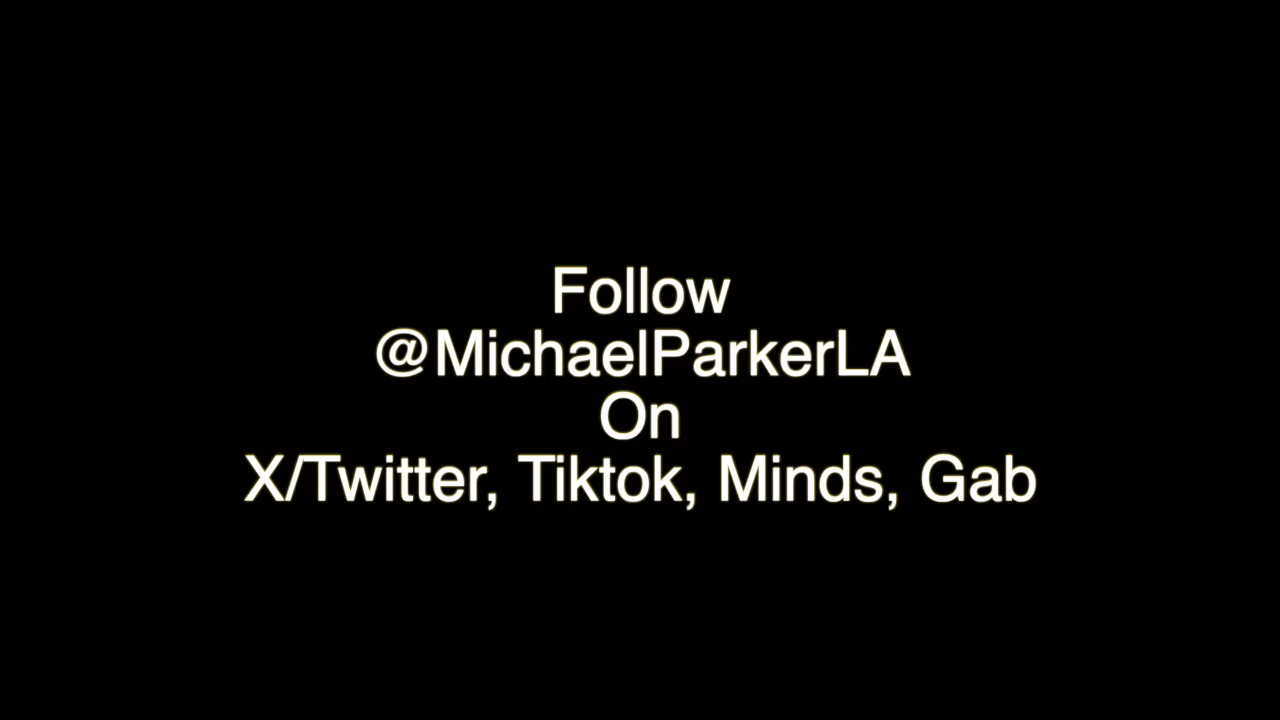 Follow
@MichaelParkerLA
On
X/Twitter, Tiktok, Minds, Gab